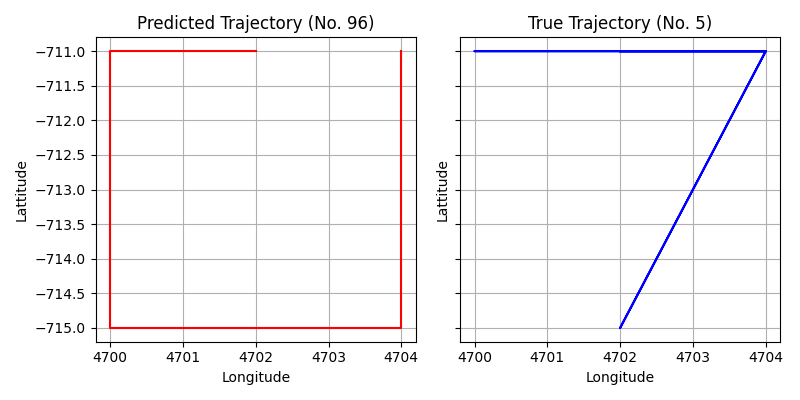 Predicted Trajectory (No. 96)
True Trajectory (No. 5)
−711.0
−711.5
−712.0
−712.5
−713.0
−713.5
−714.0
−714.5
−715.0
Lattitude
Lattitude
4700 4701 4702 4703 4704
4700 4701 4702 4703 4704
Longitude
Longitude